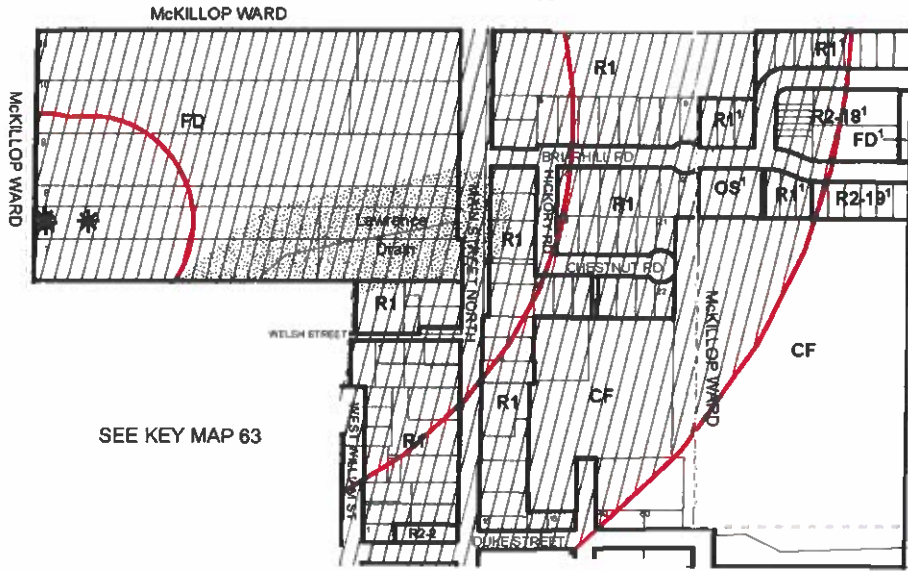 McKILLOP WARD
McKILLOP WARD
FD
R1
R1¹
R1¹
R2-18¹
FD¹
BRIARHILL RD
HICKORY RD
MAIN STREET NORTH
R1
R1
OS¹
R1¹
R2-19¹
Lawrence
Drain
CHESTNUT RD
R1
WELSH STREET
McKILLOP WARD
CF
CF
R1
R1
WEST WILLIAM ST
SEE KEY MAP 63
R2-2
DUKE STREET